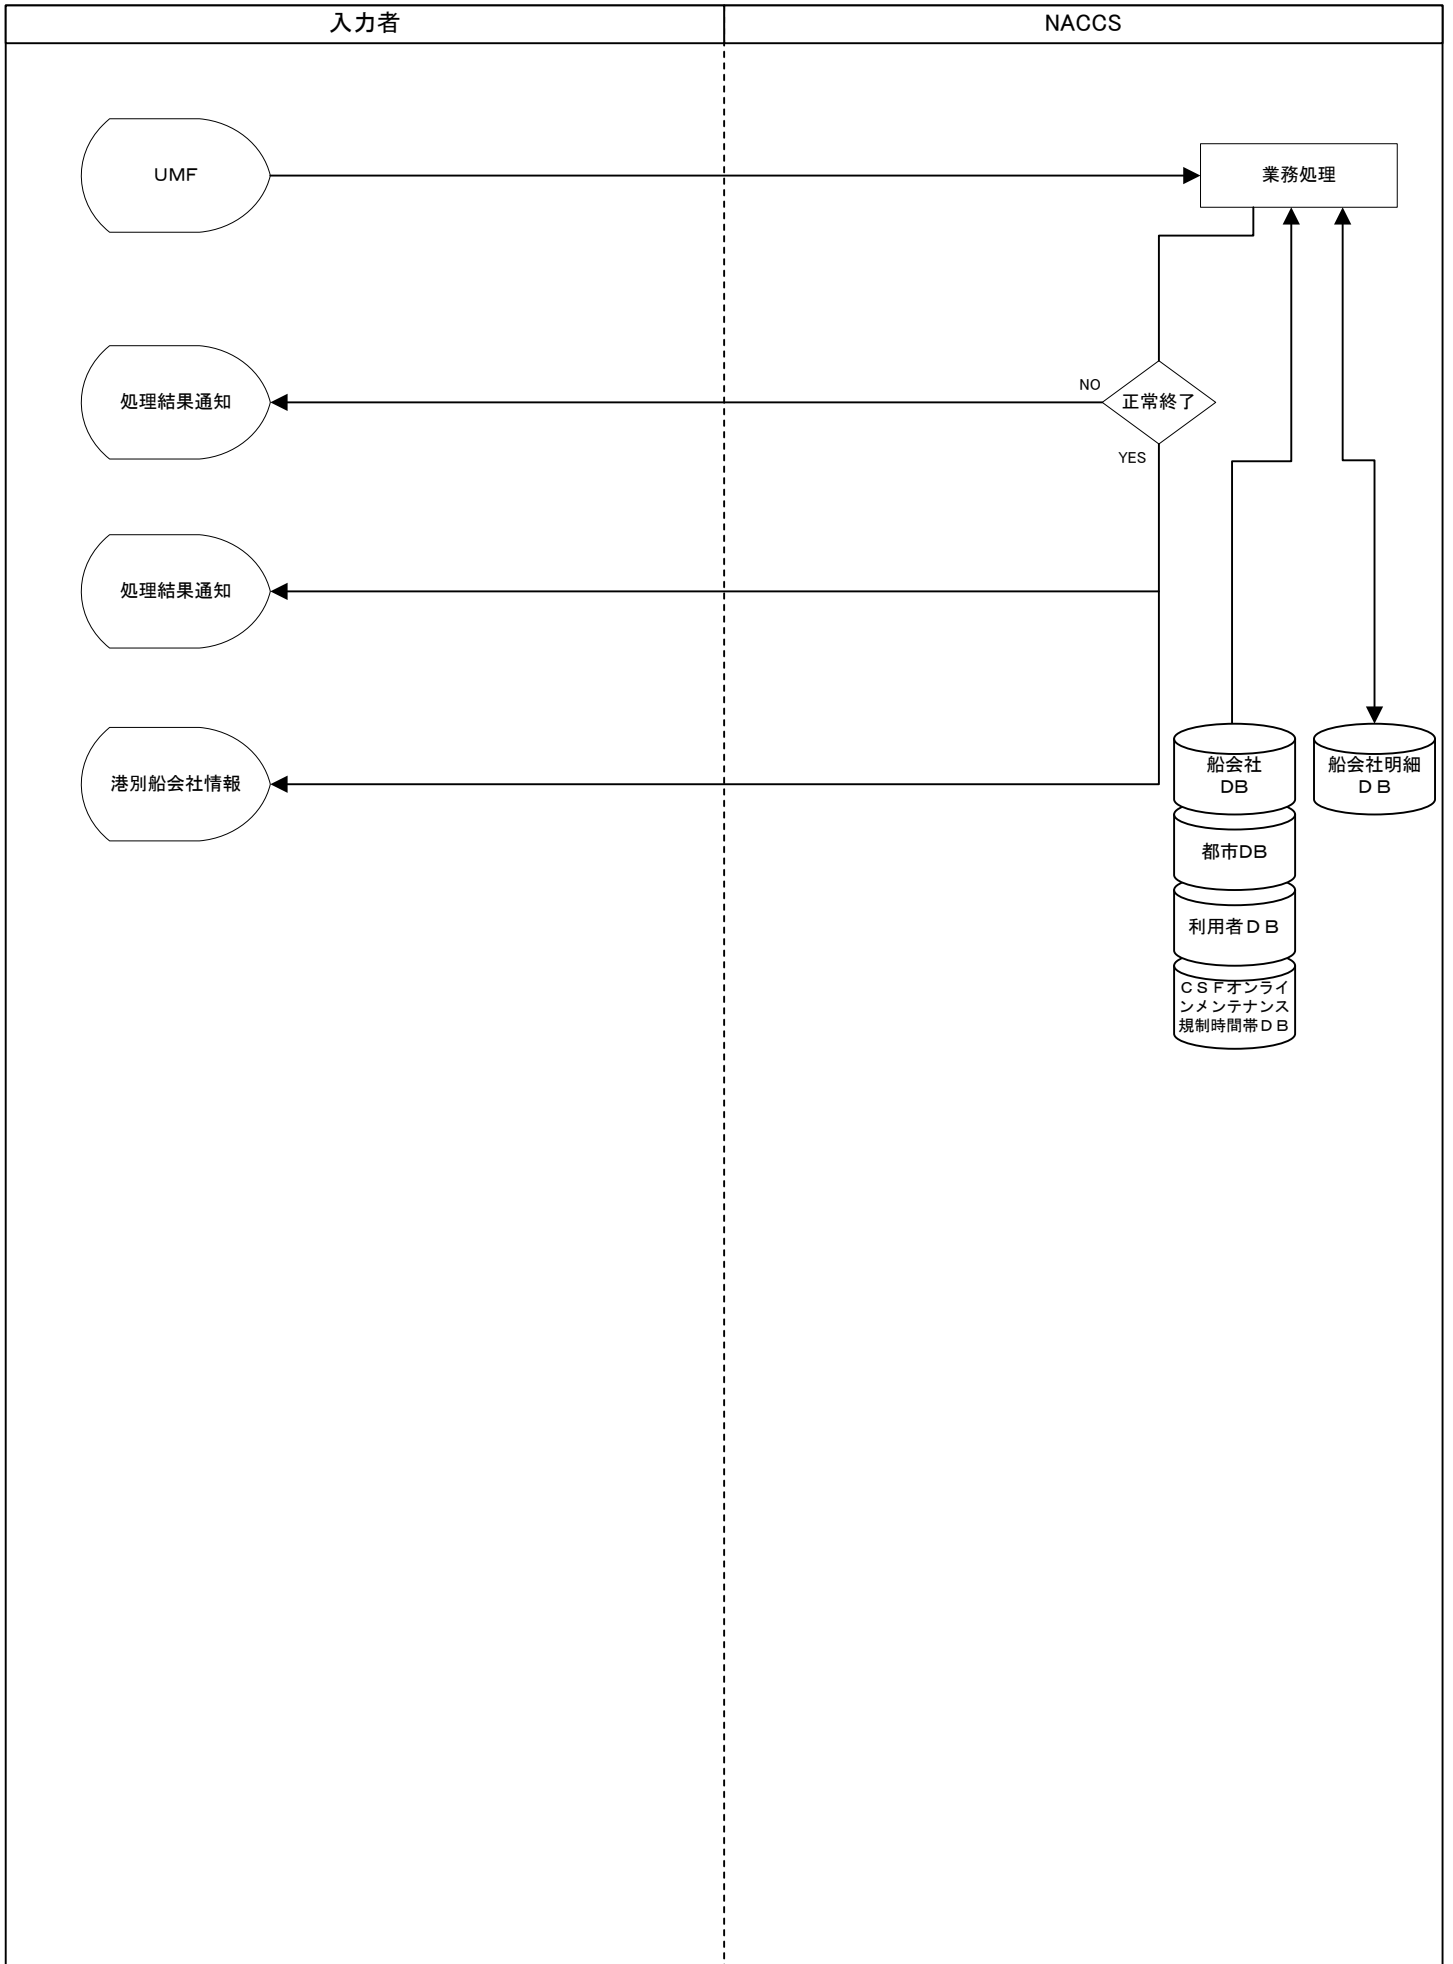 入力者
NACCS
UMF
業務処理
処理結果通知
NO
正常終了
YES
処理結果通知
港別船会社情報
船会社
DB
船会社明細
ＤＢ
都市DB
利用者ＤＢ
ＣＳＦオンライ
ンメンテナンス
規制時間帯ＤＢ